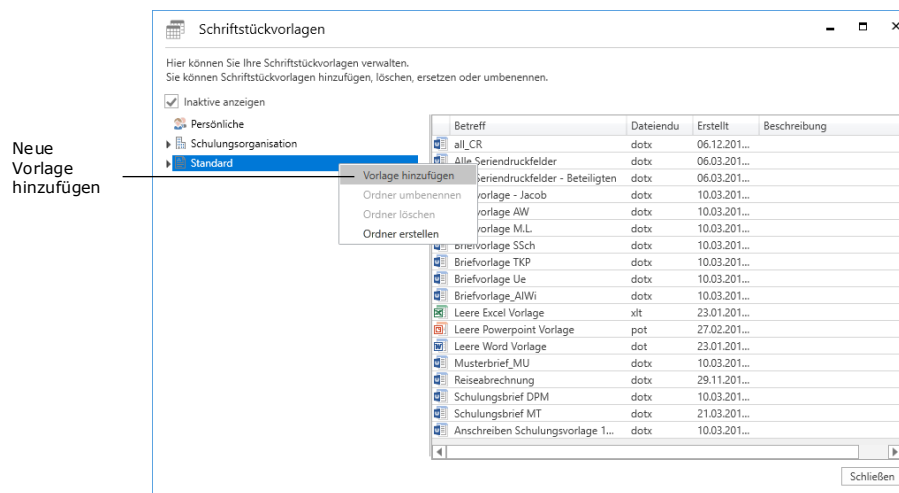 Schriftstückvorlagen
Hier können Sie Ihre Schriftstückvorlagen verwalten.
Sie können Schriftstückvorlagen hinzufügen, löschen, ersetzen oder umbenennen.
Inaktive anzeigen
Persönliche
Schulungsorganisation
Standard
Neue
Vorlage
hinzufügen
Vorlage hinzufügen
Ordner umbenennen
Ordner löschen
Ordner erstellen
Betreff Dateiendu Erstellt Beschreibung
all_CR dotx 06.12.201...
Alle Seriendruckfelder dotx 06.03.201...
Seriendruckfelder - Beteiligten dotx 06.03.201...
vorlage - Jacob dotx 10.03.201...
vorlage AW dotx 10.03.201...
vorlage M.L. dotx 10.03.201...
Briefvorlage SSch dotx 10.03.201...
Briefvorlage TKP dotx 10.03.201...
Briefvorlage Ue dotx 10.03.201...
Briefvorlage_AlWi dotx 10.03.201...
Leere Excel Vorlage xlt 23.01.201...
Leere Powerpoint Vorlage pot 27.02.201...
Leere Word Vorlage dot 23.01.201...
Musterbrief_MU dotx 10.03.201...
Reiseabrechnung dotx 29.11.201...
Schulungsbrief DPM dotx 10.03.201...
Schulungsbrief MT dotx 21.03.201...
Anschreiben Schulungsvorlage 1... dotx 10.03.201...
Schließen